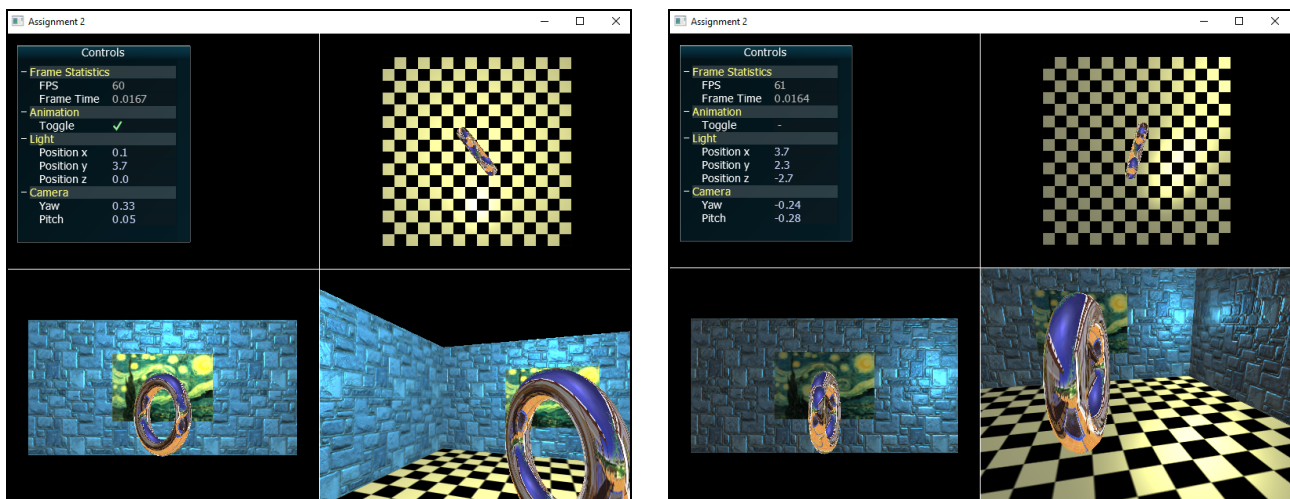 Assignment 2
Controls
− Frame Statistics
FPS 60
Frame Time 0.0167
− Animation
Toggle ✓
− Light
Position x 0.1
Position y 3.7
Position z 0.0
− Camera
Yaw 0.33
Pitch 0.05
Assignment 2
Controls
− Frame Statistics
FPS 61
Frame Time 0.0164
− Animation
Toggle -
− Light
Position x 3.7
Position y 2.3
Position z -2.7
− Camera
Yaw -0.24
Pitch -0.28